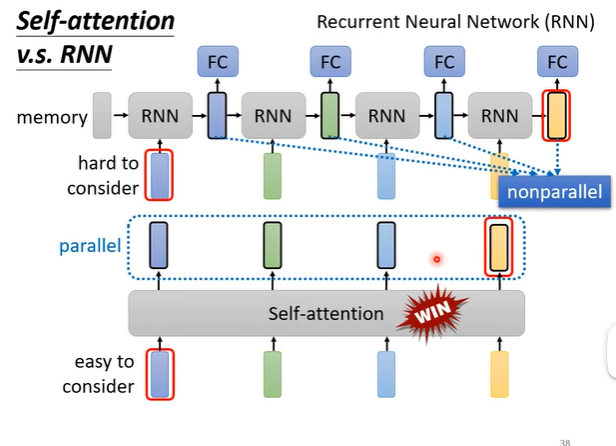 Self-attention
v.s. RNN
Recurrent Neural Network (RNN)
FC
FC
FC
FC
memory
RNN
RNN
RNN
RNN
hard to
consider
nonparallel
parallel
Self-attention
WIN
easy to
consider
38